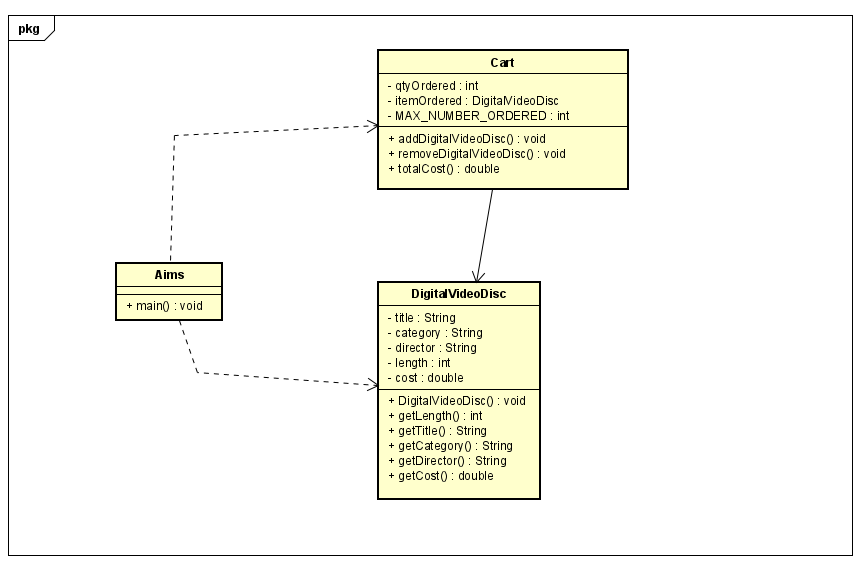 pkg
Cart
- qtyOrdered : int
- itemOrdered : DigitalVideoDisc
- MAX_NUMBER_ORDERED : int
+ addDigitalVideoDisc() : void
+ removeDigitalVideoDisc() : void
+ totalCost() : double
Aims
+ main() : void
DigitalVideoDisc
- title : String
- category : String
- director : String
- length : int
- cost : double
+ DigitalVideoDisc() : void
+ getLength() : int
+ getTitle() : String
+ getCategory() : String
+ getDirector() : String
+ getCost() : double